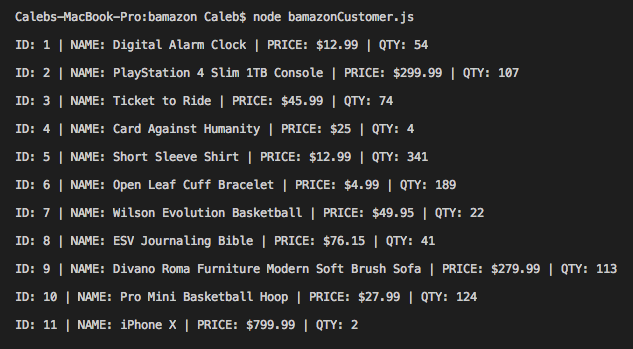 Calebs-MacBook-Pro:bamazon Caleb$ node bamazonCustomer.js
ID: 1 | NAME: Digital Alarm Clock | PRICE: $12.99 | QTY: 54
ID: 2 | NAME: PlayStation 4 Slim 1TB Console | PRICE: $299.99 | QTY: 107
ID: 3 | NAME: Ticket to Ride | PRICE: $45.99 | QTY: 74
ID: 4 | NAME: Card Against Humanity | PRICE: $25 | QTY: 4
ID: 5 | NAME: Short Sleeve Shirt | PRICE: $12.99 | QTY: 341
ID: 6 | NAME: Open Leaf Cuff Bracelet | PRICE: $4.99 | QTY: 189
ID: 7 | NAME: Wilson Evolution Basketball | PRICE: $49.95 | QTY: 22
ID: 8 | NAME: ESV Journaling Bible | PRICE: $76.15 | QTY: 41
ID: 9 | NAME: Divano Roma Furniture Modern Soft Brush Sofa | PRICE: $279.99 | QTY: 113
ID: 10 | NAME: Pro Mini Basketball Hoop | PRICE: $27.99 | QTY: 124
ID: 11 | NAME: iPhone X | PRICE: $799.99 | QTY: 2